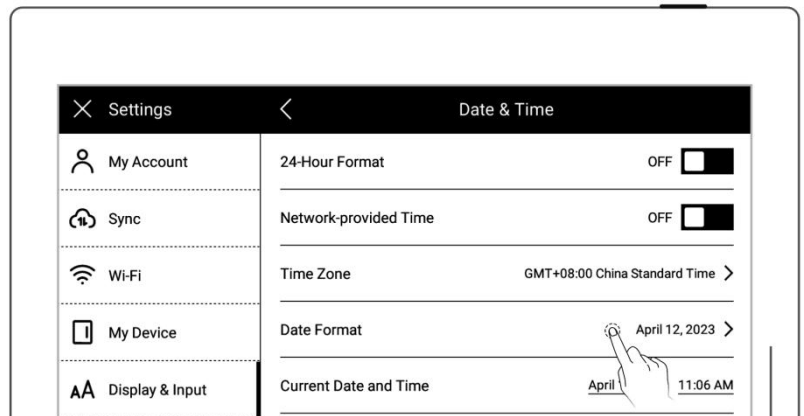 Settings
Date & Time
My Account
24-Hour Format OFF
Sync
Network-provided Time OFF
Wi-Fi
Time Zone GMT+08:00 China Standard Time
My Device
Date Format April 12, 2023
AA Display & Input
Current Date and Time April 11:06 AM